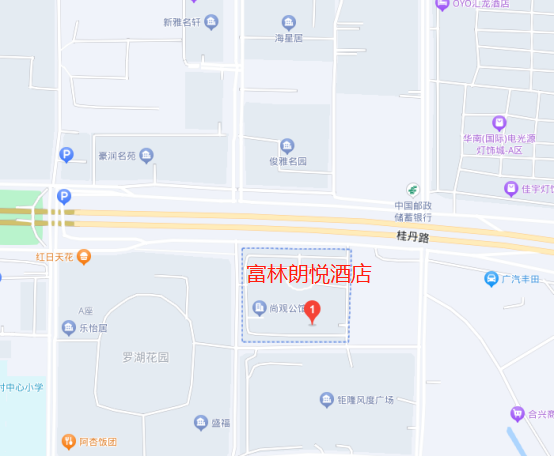 OYO汇龙酒店
新雅名轩
海星居
华南(国际)电光源
灯饰城-A区
P
豪润名苑
俊雅名园
佳宇灯饰
P
中国邮政
储蓄银行
桂丹路
红日天花
富林朗悦酒店
广汽丰田
A座
尚观公馆
1
乐怡居
罗湖花园
村中心小学
钜隆风度广场
合兴商
盛福
阿杏饭团